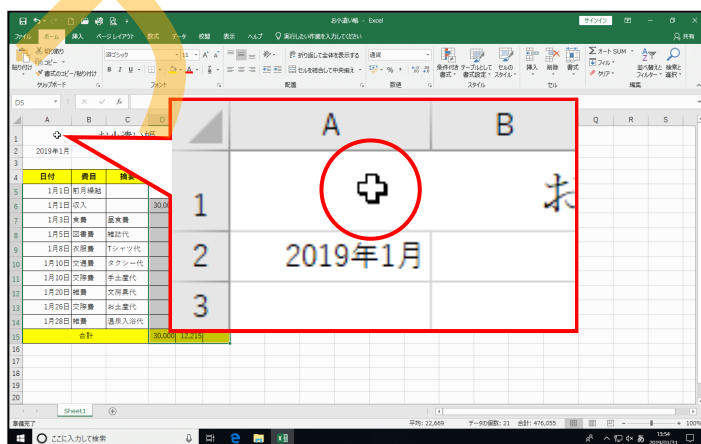 お小遣い帳 - Excel
サインイン
ファイル ホーム 挿入 ページ レイアウト 数式 データ 校閲 表示 ヘルプ 実行したい作業を入力してください 共有
切り取り
コピー
書式のコピー/貼り付け
貼り付け
游ゴシック 11
B I U
折り返して全体を表示する
セルを結合して中央揃え
通貨
条件付き書式 テーブルとして書式設定 セルのスタイル
挿入 削除 書式
オート SUM
フィル
クリア
並べ替えとフィルター 検索と選択
クリップボード フォント 配置 数値 スタイル セル 編集
D5
A B C D Q R S
2019年1月
日付 費目 摘要
1月1日 前月繰越
1月1日 収入 30,00
1月3日 食費 昼食費
1月5日 図書費 雑誌代
1月8日 衣服費 Tシャツ代
1月10日 交通費 タクシー代
1月10日 交際費 手土産代
1月20日 雑費 文房具代
1月26日 交際費 お土産代
1月28日 雑費 温泉入浴代
合計 30,000 12,215
A B
1 お
2 2019年1月
3
Sheet1
準備完了
平均: 22,669 データの個数: 21 合計: 476,055 100%
ここに入力して検索
あ
13:54
2019/03/31